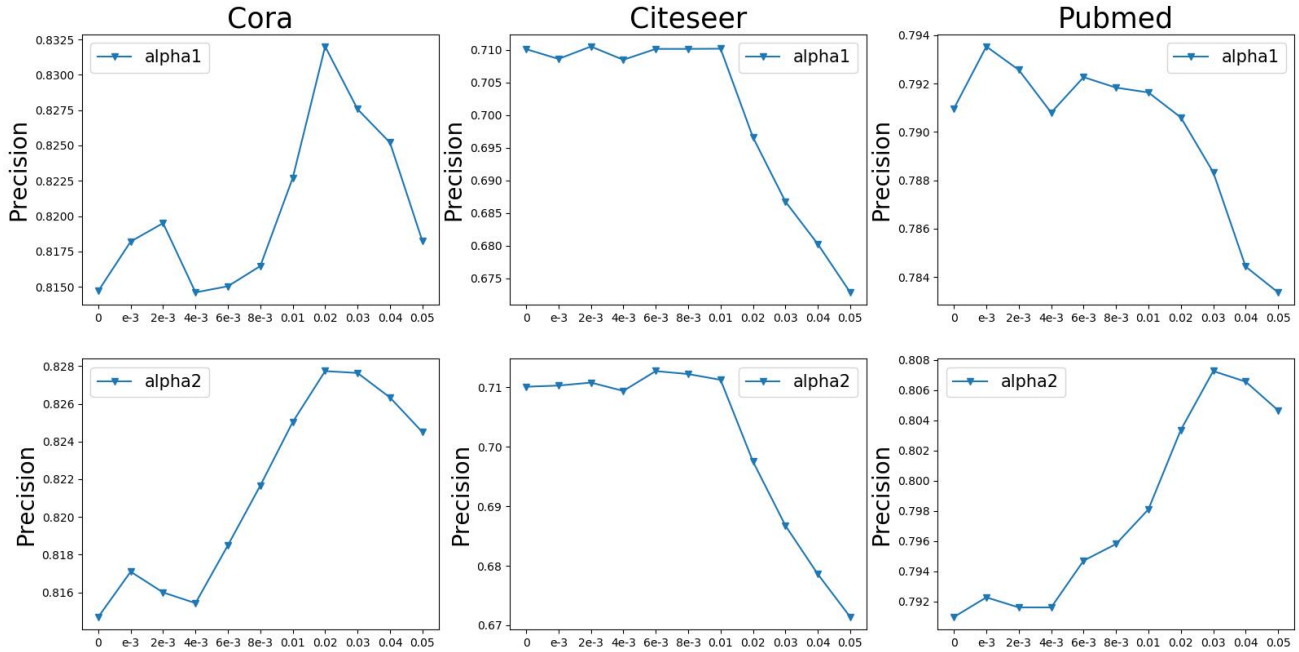 Cora
Citeseer
Pubmed
Precision
0.8325
0.8300
0.8275
0.8250
0.8225
0.8200
0.8175
0.8150
alpha1
0 e-3 2e-3 4e-3 6e-3 8e-3 0.01 0.02 0.03 0.04 0.05
Precision
0.710
0.705
0.700
0.695
0.690
0.685
0.680
0.675
alpha1
0 e-3 2e-3 4e-3 6e-3 8e-3 0.01 0.02 0.03 0.04 0.05
Precision
0.794
0.792
0.790
0.788
0.786
0.784
alpha1
0 e-3 2e-3 4e-3 6e-3 8e-3 0.01 0.02 0.03 0.04 0.05
Precision
0.828
0.826
0.824
0.822
0.820
0.818
0.816
alpha2
0 e-3 2e-3 4e-3 6e-3 8e-3 0.01 0.02 0.03 0.04 0.05
Precision
0.71
0.70
0.69
0.68
0.67
alpha2
0 e-3 2e-3 4e-3 6e-3 8e-3 0.01 0.02 0.03 0.04 0.05
Precision
0.808
0.806
0.804
0.802
0.800
0.798
0.796
0.794
0.792
alpha2
0 e-3 2e-3 4e-3 6e-3 8e-3 0.01 0.02 0.03 0.04 0.05